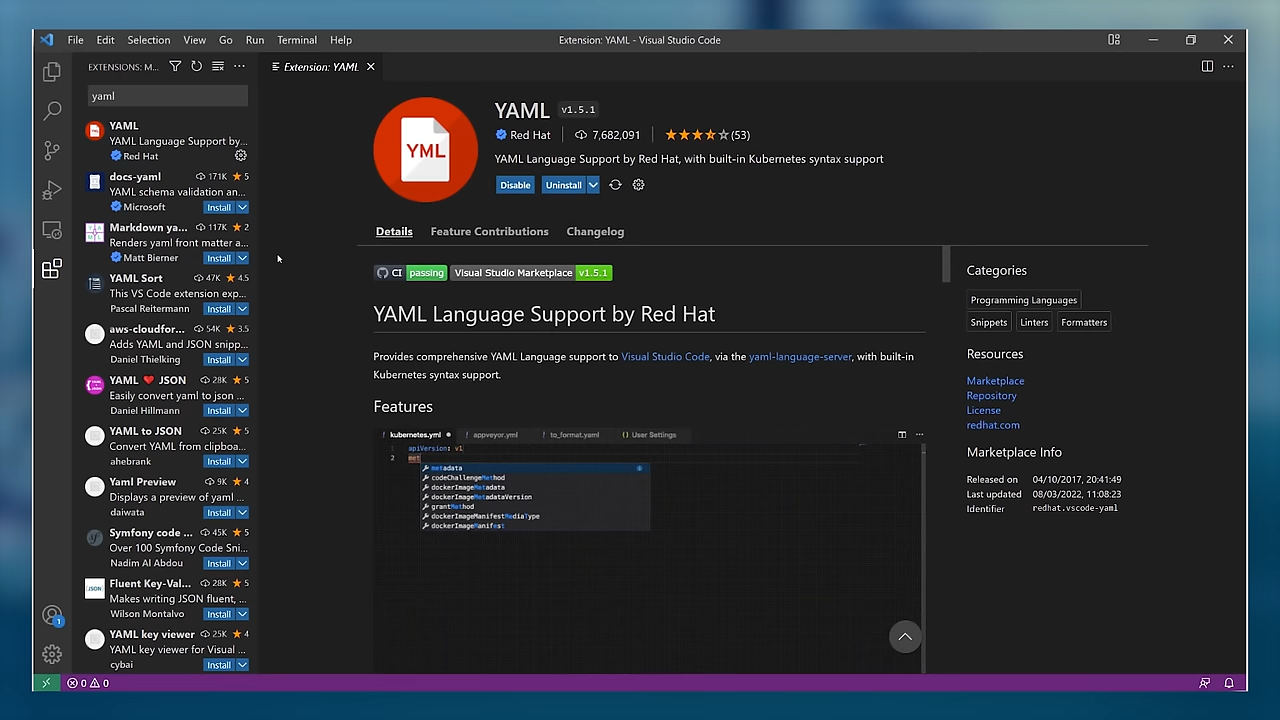 File Edit Selection View Go Run Terminal Help
Extension: YAML - Visual Studio Code
EXTENSIONS: M...
yaml
YAML
YAML Language Support by...
Red Hat
docs-yaml 171K 5
YAML schema validation an...
Microsoft Install
Markdown ya... 117K 2
Renders yaml front matter a...
Matt Bierner Install
YAML Sort 47K 4.5
This VS Code extension exp...
Pascal Reitermann Install
aws-cloudfor... 54K 3.5
Adds YAML and JSON snipp...
Daniel Thielking Install
YAML ❤ JSON 28K 5
Easily convert yaml to json ...
Daniel Hillmann Install
YAML to JSON 25K 5
Convert YAML from clipboa...
ahebrank Install
Yaml Preview 9K 4
Displays a preview of yaml ...
daiwata Install
Symfony code ... 45K 5
Over 100 Symfony Code Sni...
Nadim Al Abdou Install
Fluent Key-Val... 28K 5
Makes writing JSON fluent, ...
Wilson Montalvo Install
YAML key viewer 25K 4
YAML key viewer for Visual ...
cybai Install
Extension: YAML
YML
YAML v1.5.1
Red Hat 7,682,091 (53)
YAML Language Support by Red Hat, with built-in Kubernetes syntax support
Disable Uninstall
Details Feature Contributions Changelog
CI passing Visual Studio Marketplace v1.5.1
YAML Language Support by Red Hat
Provides comprehensive YAML Language support to Visual Studio Code, via the yaml-language-server, with built-in
Kubernetes syntax support.
Features
kubernetes.yml appveyor.yml to_format.yaml User Settings
1 apiVersion: v1
2 met
metadata
codeChallengeMethod
dockerImageMetadata
dockerImageMetadataVersion
grantMethod
dockerImageManifestMediaType
dockerImageManifest
Categories
Programming Languages
Snippets Linters Formatters
Resources
Marketplace
Repository
License
redhat.com
Marketplace Info
Released on 04/10/2017, 20:41:49
Last updated 08/03/2022, 11:08:23
Identifier redhat.vscode-yaml
1
0 0